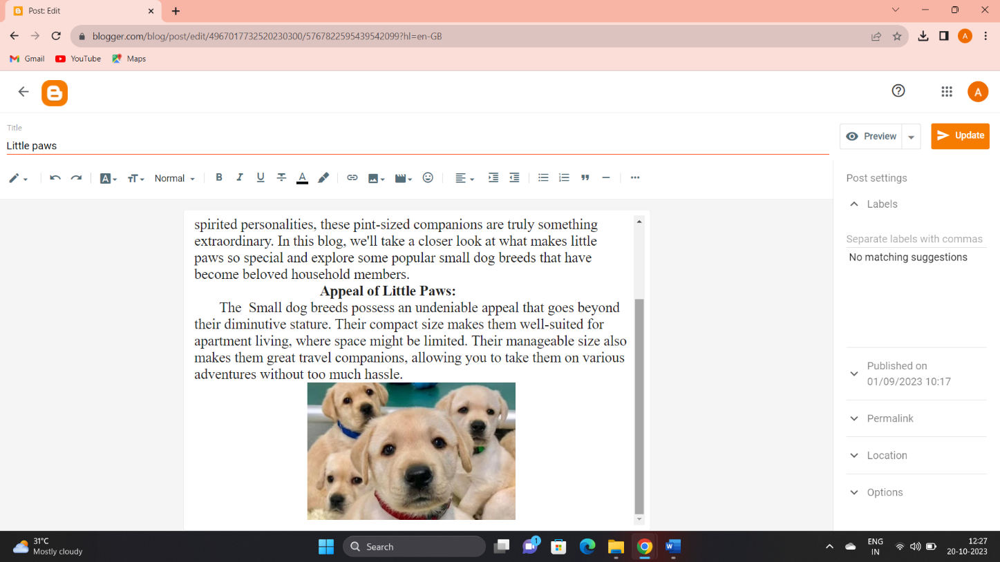 Post: Edit
blogger.com/blog/post/edit/4967017732520230300/5767822595439542099?hl=en-GB
A
Gmail
YouTube
Maps
A
Title
Little paws
Preview
Update
Normal
B
I
U
A
Post settings
Labels
Separate labels with commas
No matching suggestions
Published on
01/09/2023 10:17
Permalink
Location
Options
spirited personalities, these pint-sized companions are truly something
extraordinary. In this blog, we'll take a closer look at what makes little
paws so special and explore some popular small dog breeds that have
become beloved household members.
Appeal of Little Paws:
The  Small dog breeds possess an undeniable appeal that goes beyond
their diminutive stature. Their compact size makes them well-suited for
apartment living, where space might be limited. Their manageable size also
makes them great travel companions, allowing you to take them on various
adventures without too much hassle.
31°C
Mostly cloudy
Search
1
ENG
IN
12:27
20-10-2023